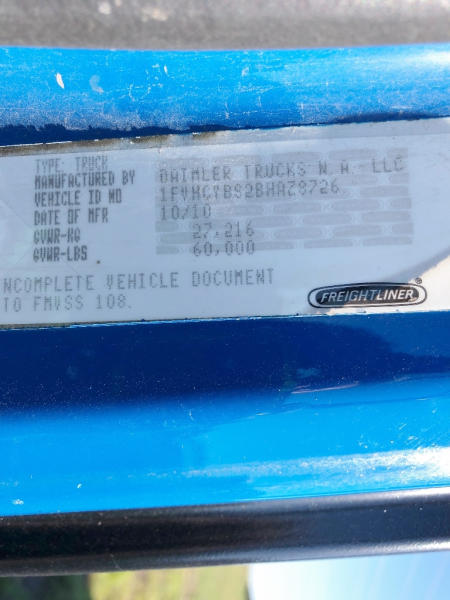 TYPE: TRUCK
MANUFACTURED BY DAIMLER TRUCKS N.A. LLC
VEHICLE ID NO 1FVHCYBS2BHAZ8726
DATE OF MFR 10/10
GVWR-KG 27,216
GVWR-LBS 60,000
NCOMPLETE VEHICLE DOCUMENT
TO FMVSS 108.
FREIGHTLINER